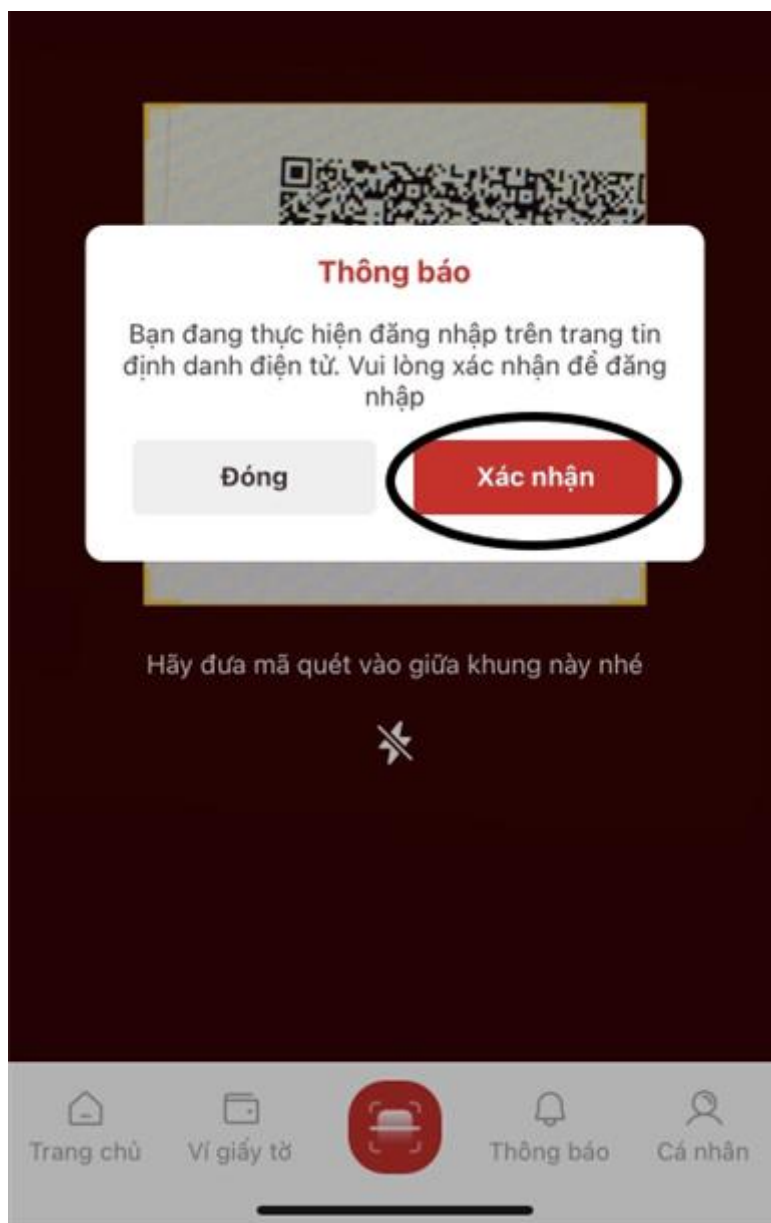 Thông báo
Bạn đang thực hiện đăng nhập trên trang tin
định danh điện tử. Vui lòng xác nhận để đăng
nhập
Đóng
Xác nhận
Hãy đưa mã quét vào giữa khung này nhé
Trang chủ
Ví giấy tờ
Thông báo
Cá nhân